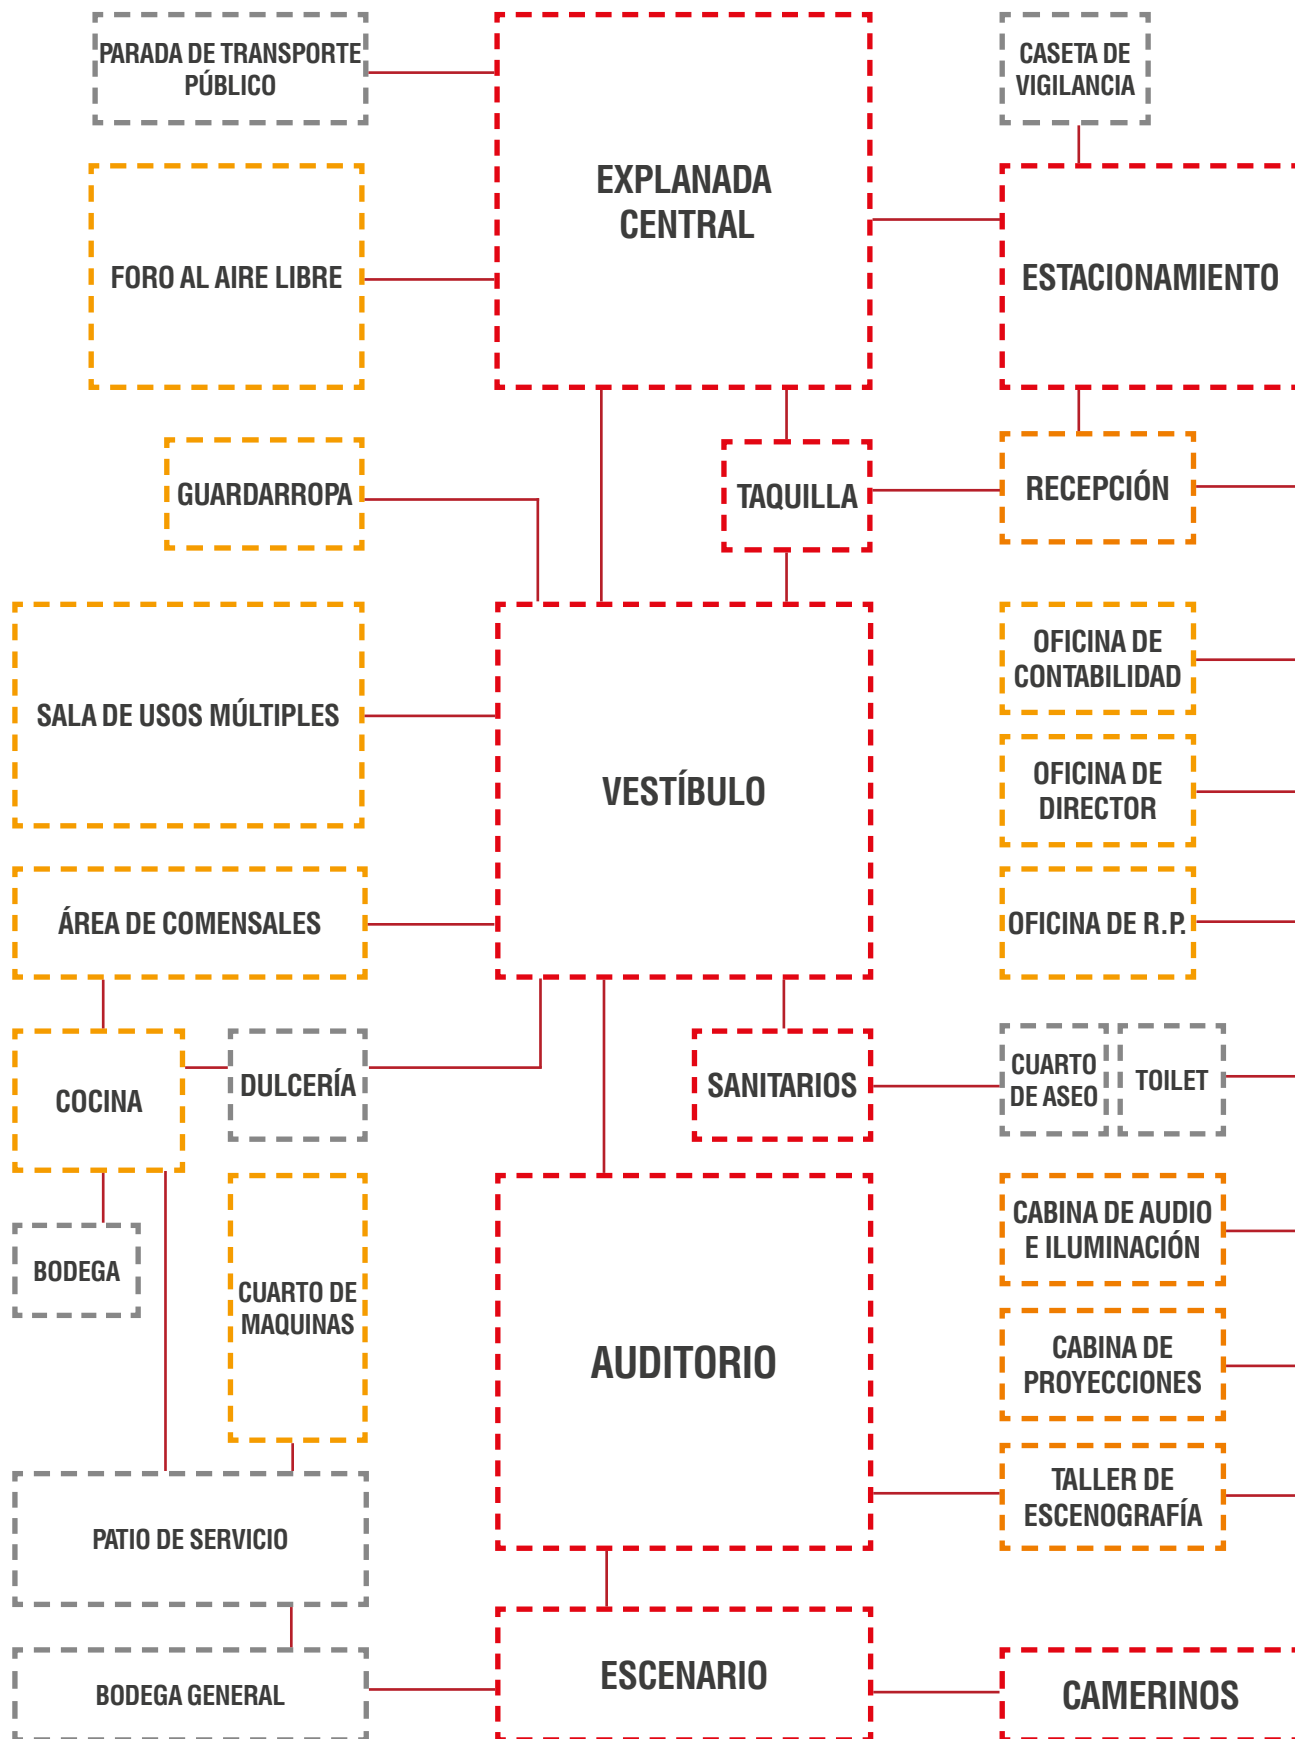 PARADA DE TRANSPORTE
PÚBLICO
EXPLANADA
CENTRAL
CASETA DE
VIGILANCIA
FORO AL AIRE LIBRE
ESTACIONAMIENTO
GUARDARROPA
TAQUILLA
RECEPCIÓN
SALA DE USOS MÚLTIPLES
VESTÍBULO
OFICINA DE
CONTABILIDAD
OFICINA DE
DIRECTOR
ÁREA DE COMENSALES
OFICINA DE R.P.
COCINA
DULCERÍA
SANITARIOS
CUARTO
DE ASEO
TOILET
BODEGA
CUARTO DE
MAQUINAS
AUDITORIO
CABINA DE AUDIO
E ILUMINACIÓN
CABINA DE
PROYECCIONES
TALLER DE
ESCENOGRAFÍA
PATIO DE SERVICIO
BODEGA GENERAL
ESCENARIO
CAMERINOS